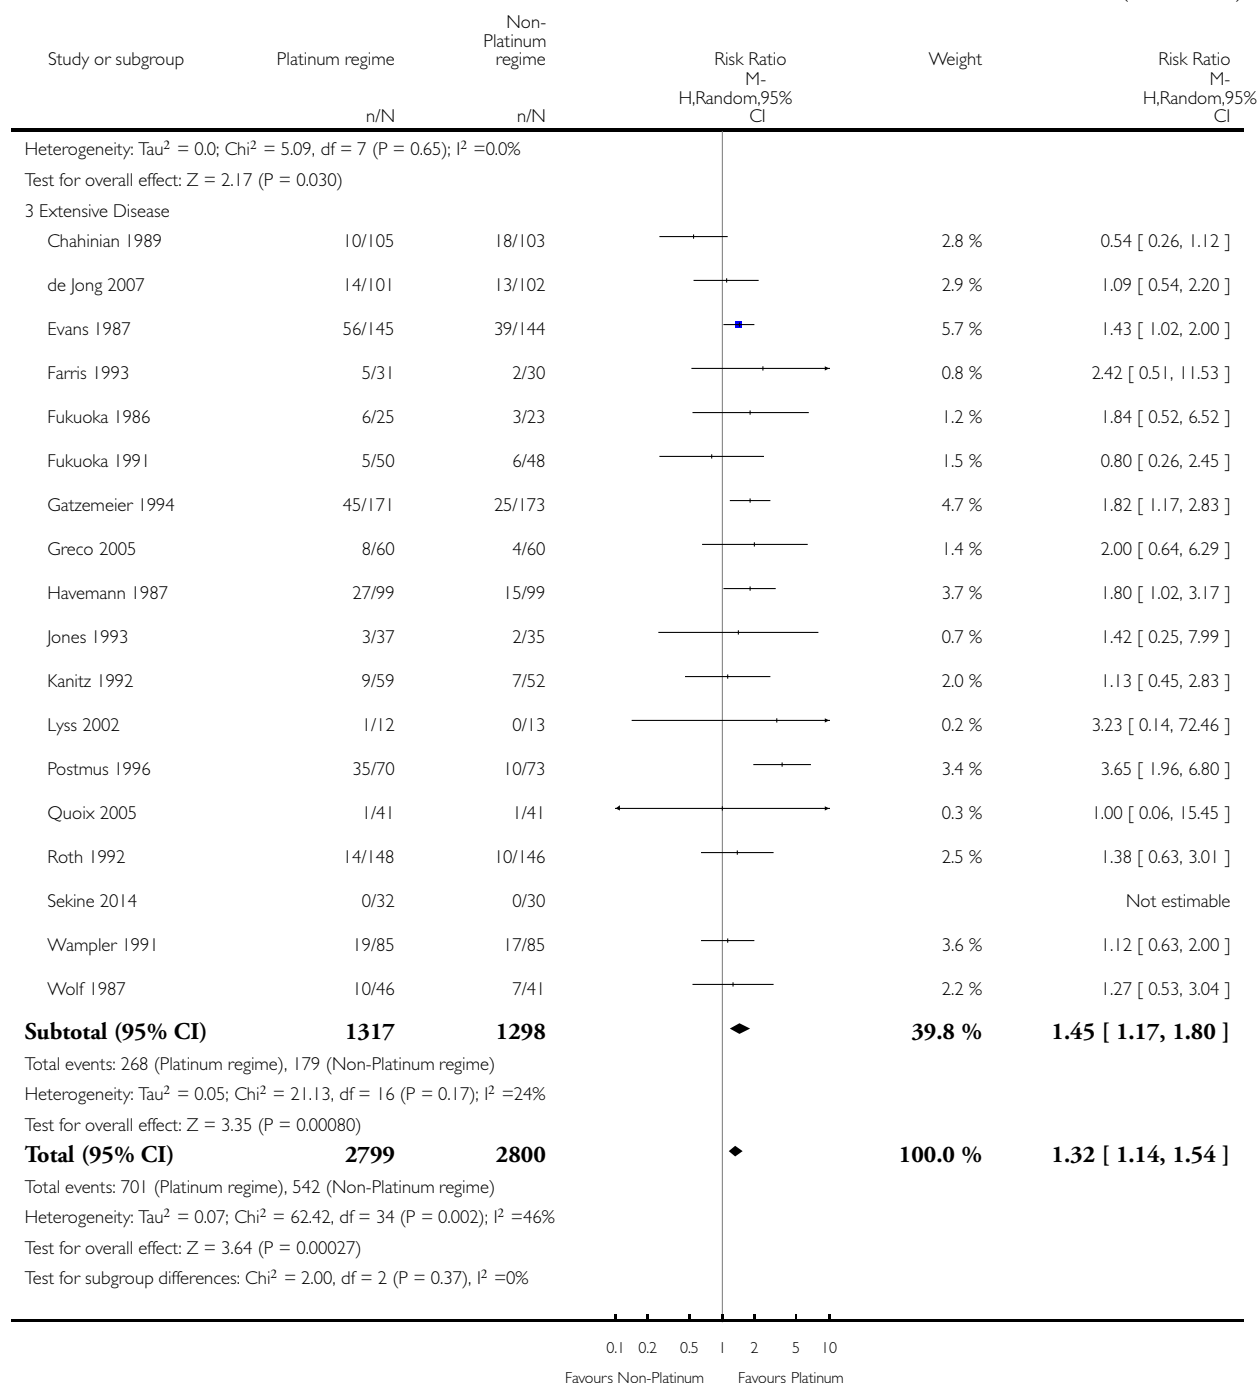 Study or subgroup Platinum regime Non-Platinum regime Risk Ratio Weight Risk Ratio
n/N n/N M-H,Random,95% CI M-H,Random,95% CI
Heterogeneity: Tau² = 0.0; Chi² = 5.09, df = 7 (P = 0.65); I² =0.0%
Test for overall effect: Z = 2.17 (P = 0.030)
3 Extensive Disease
Chahinian 1989 10/105 18/103 2.8 % 0.54 [ 0.26, 1.12 ]
de Jong 2007 14/101 13/102 2.9 % 1.09 [ 0.54, 2.20 ]
Evans 1987 56/145 39/144 5.7 % 1.43 [ 1.02, 2.00 ]
Farris 1993 5/31 2/30 0.8 % 2.42 [ 0.51, 11.53 ]
Fukuoka 1986 6/25 3/23 1.2 % 1.84 [ 0.52, 6.52 ]
Fukuoka 1991 5/50 6/48 1.5 % 0.80 [ 0.26, 2.45 ]
Gatzemeier 1994 45/171 25/173 4.7 % 1.82 [ 1.17, 2.83 ]
Greco 2005 8/60 4/60 1.4 % 2.00 [ 0.64, 6.29 ]
Havemann 1987 27/99 15/99 3.7 % 1.80 [ 1.02, 3.17 ]
Jones 1993 3/37 2/35 0.7 % 1.42 [ 0.25, 7.99 ]
Kanitz 1992 9/59 7/52 2.0 % 1.13 [ 0.45, 2.83 ]
Lyss 2002 1/12 0/13 0.2 % 3.23 [ 0.14, 72.46 ]
Postmus 1996 35/70 10/73 3.4 % 3.65 [ 1.96, 6.80 ]
Quoix 2005 1/41 1/41 0.3 % 1.00 [ 0.06, 15.45 ]
Roth 1992 14/148 10/146 2.5 % 1.38 [ 0.63, 3.01 ]
Sekine 2014 0/32 0/30 Not estimable
Wampler 1991 19/85 17/85 3.6 % 1.12 [ 0.63, 2.00 ]
Wolf 1987 10/46 7/41 2.2 % 1.27 [ 0.53, 3.04 ]
Subtotal (95% CI) 1317 1298 39.8 % 1.45 [ 1.17, 1.80 ]
Total events: 268 (Platinum regime), 179 (Non-Platinum regime)
Heterogeneity: Tau² = 0.05; Chi² = 21.13, df = 16 (P = 0.17); I² =24%
Test for overall effect: Z = 3.35 (P = 0.00080)
Total (95% CI) 2799 2800 100.0 % 1.32 [ 1.14, 1.54 ]
Total events: 701 (Platinum regime), 542 (Non-Platinum regime)
Heterogeneity: Tau² = 0.07; Chi² = 62.42, df = 34 (P = 0.002); I² =46%
Test for overall effect: Z = 3.64 (P = 0.00027)
Test for subgroup differences: Chi² = 2.00, df = 2 (P = 0.37), I² =0%
0.1 0.2 0.5 1 2 5 10
Favours Non-Platinum Favours Platinum